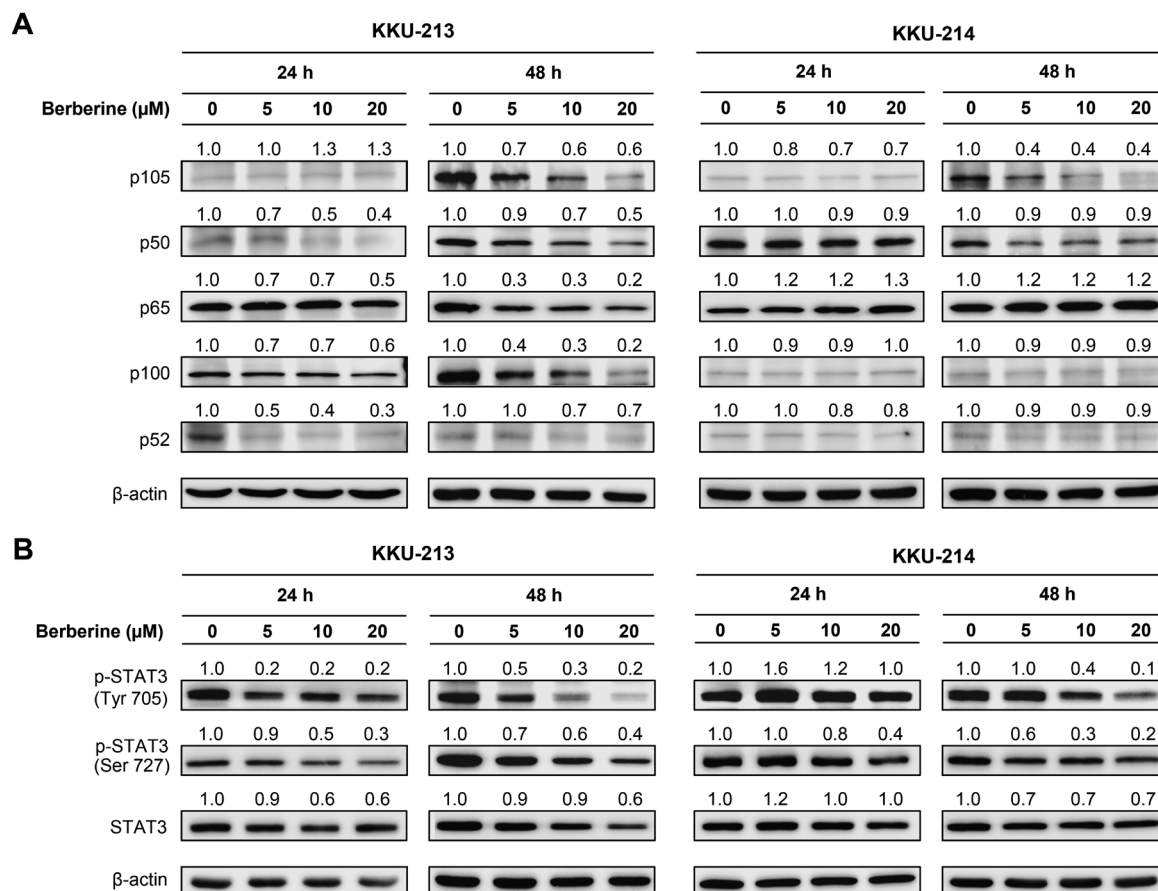 A
KKU-213 KKU-214
24 h 48 h 24 h 48 h
Berberine (µM) 0 5 10 20 0 5 10 20 0 5 10 20 0 5 10 20
1.0 1.0 1.3 1.3 1.0 0.7 0.6 0.6 1.0 0.8 0.7 0.7 1.0 0.4 0.4 0.4
p105
1.0 0.7 0.5 0.4 1.0 0.9 0.7 0.5 1.0 1.0 0.9 0.9 1.0 0.9 0.9 0.9
p50
1.0 0.7 0.7 0.5 1.0 0.3 0.3 0.2 1.0 1.2 1.2 1.3 1.0 1.2 1.2 1.2
p65
1.0 0.7 0.7 0.6 1.0 0.4 0.3 0.2 1.0 0.9 0.9 1.0 1.0 0.9 0.9 0.9
p100
1.0 0.5 0.4 0.3 1.0 1.0 0.7 0.7 1.0 1.0 0.8 0.8 1.0 0.9 0.9 0.9
p52
β-actin
B
KKU-213 KKU-214
24 h 48 h 24 h 48 h
Berberine (µM) 0 5 10 20 0 5 10 20 0 5 10 20 0 5 10 20
1.0 0.2 0.2 0.2 1.0 0.5 0.3 0.2 1.0 1.6 1.2 1.0 1.0 1.0 0.4 0.1
p-STAT3
(Tyr 705)
1.0 0.9 0.5 0.3 1.0 0.7 0.6 0.4 1.0 1.0 0.8 0.4 1.0 0.6 0.3 0.2
p-STAT3
(Ser 727)
1.0 0.9 0.6 0.6 1.0 0.9 0.9 0.6 1.0 1.2 1.0 1.0 1.0 0.7 0.7 0.7
STAT3
β-actin